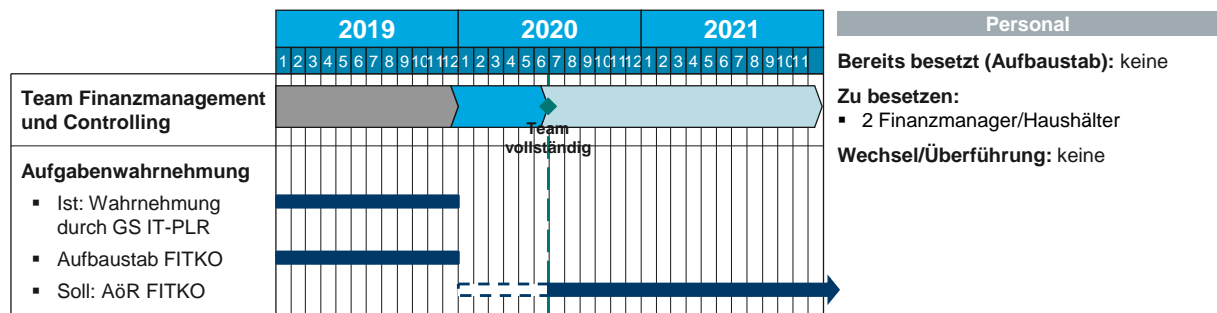 2019 2020 2021
1 2 3 4 5 6 7 8 9 10 11 12 1 2 3 4 5 6 7 8 9 10 11 12 1 2 3 4 5 6 7 8 9 10 11
Team Finanzmanagement
und Controlling
Team
vollständig
Aufgabenwahrnehmung
▪ Ist: Wahrnehmung
durch GS IT-PLR
▪ Aufbaustab FITKO
▪ Soll: AöR FITKO
Personal
Bereits besetzt (Aufbaustab): keine
Zu besetzen:
▪ 2 Finanzmanager/Haushälter
Wechsel/Überführung: keine